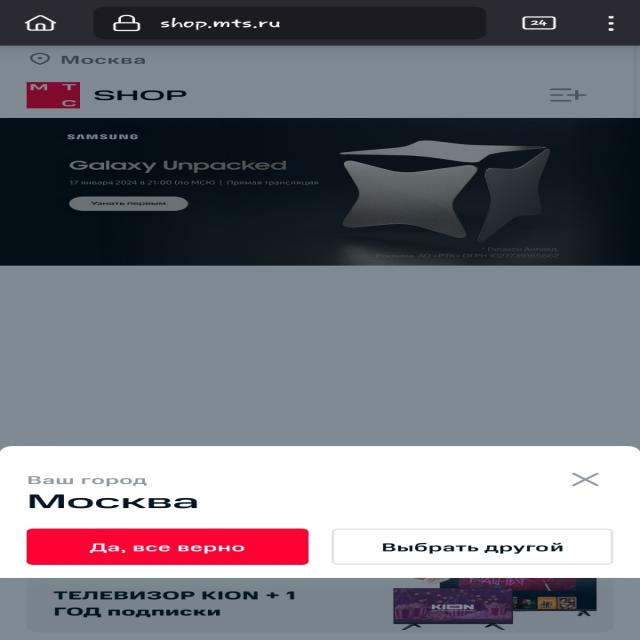 shop.mts.ru
24
Москва
М Т С
SHOP
SAMSUNG
Galaxy Unpacked
17 января 2024 в 21:00 (по МСК) | Прямая трансляция
Узнать первым
Ваш город
Москва
Да, все верно
Выбрать другой
ТЕЛЕВИЗОР KION + 1
ГОД подписки
KION